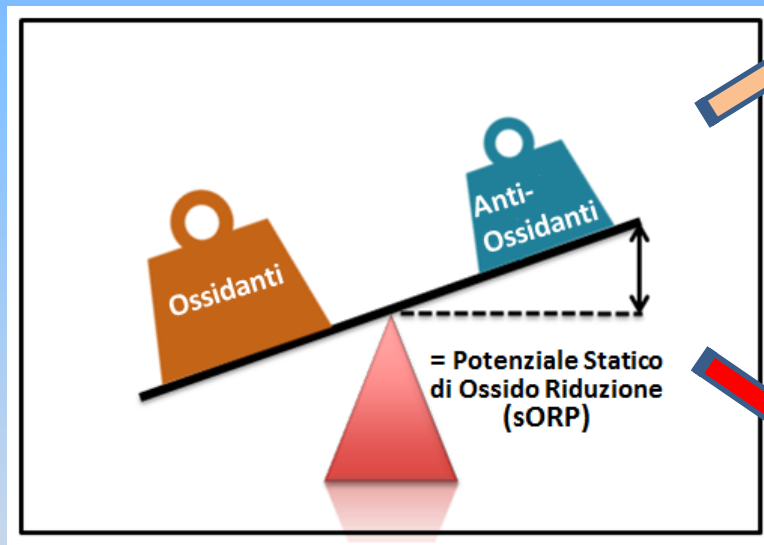 Ossidanti
Anti-
Ossidanti
= Potenziale Statico
di Ossido Riduzione
(sORP)